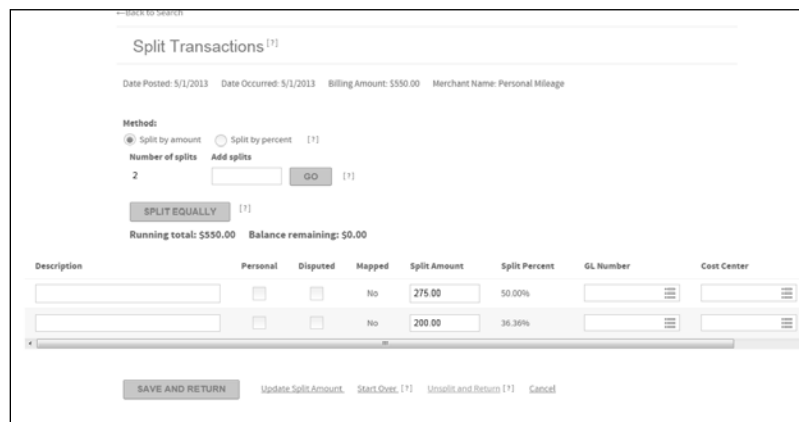 ←Back to Search
Split Transactions [?]
Date Posted: 5/1/2013 Date Occurred: 5/1/2013 Billing Amount: $550.00 Merchant Name: Personal Mileage
Method:
Split by amount Split by percent [?]
Number of splits Add splits
2 GO [?]
SPLIT EQUALLY [?]
Running total: $550.00 Balance remaining: $0.00
Description Personal Disputed Mapped Split Amount Split Percent GL Number Cost Center
No 275.00 50.00%
No 200.00 36.36%
SAVE AND RETURN Update Split Amount Start Over [?] Unsplit and Return [?] Cancel